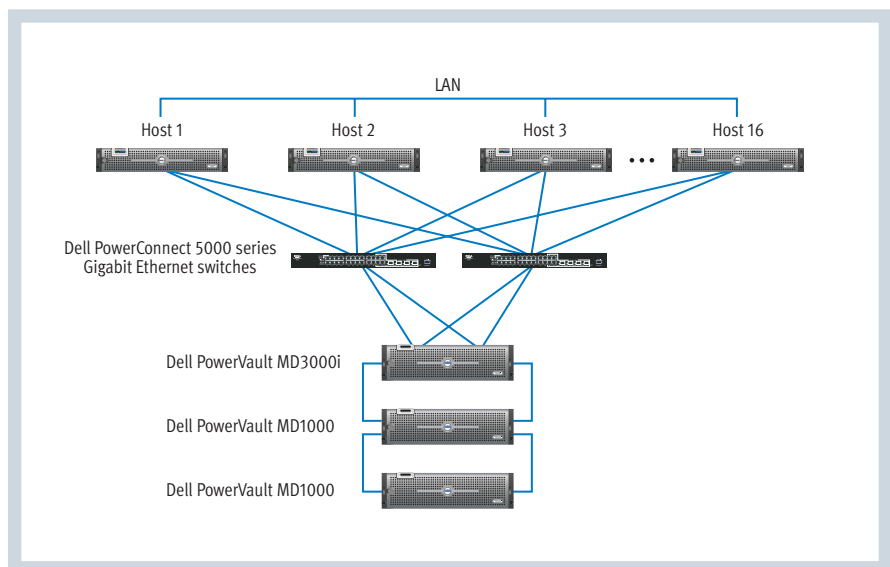 LAN
Host 1
Host 2
Host 3
Host 16
Dell PowerConnect 5000 series
Gigabit Ethernet switches
Dell PowerVault MD3000i
Dell PowerVault MD1000
Dell PowerVault MD1000